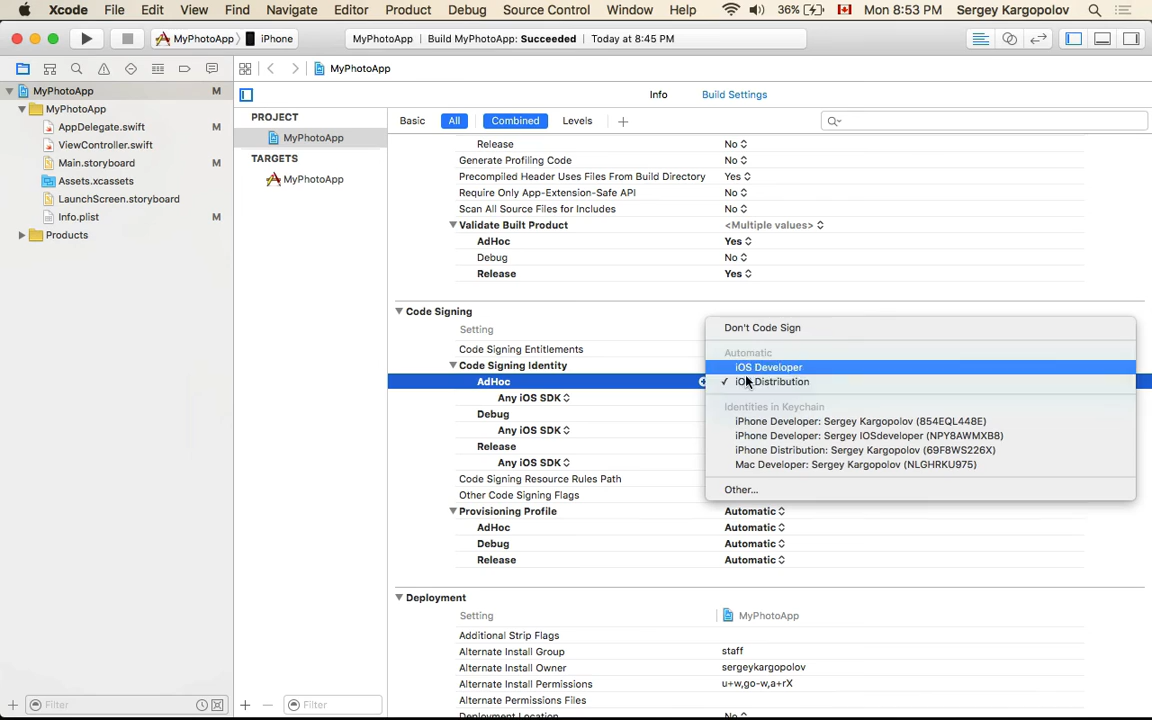 Xcode File Edit View Find Navigate Editor Product Debug Source Control Window Help 36% Mon 8:53 PM Sergey Kargopolov
MyPhotoApp iPhone MyPhotoApp Build MyPhotoApp: Succeeded Today at 8:45 PM
MyPhotoApp
MyPhotoApp M
MyPhotoApp
AppDelegate.swift M
ViewController.swift
Main.storyboard M
Assets.xcassets
LaunchScreen.storyboard
Info.plist M
Products
Filter
Info Build Settings
PROJECT
MyPhotoApp
TARGETS
MyPhotoApp
Filter
Basic All Combined Levels
Release No
Generate Profiling Code No
Precompiled Header Uses Files From Build Directory Yes
Require Only App-Extension-Safe API No
Scan All Source Files for Includes No
Validate Built Product <Multiple values>
AdHoc Yes
Debug No
Release Yes
Code Signing
Setting
Code Signing Entitlements
Code Signing Identity
AdHoc
Any iOS SDK
Debug
Any iOS SDK
Release
Any iOS SDK
Code Signing Resource Rules Path
Other Code Signing Flags
Don't Code Sign
Automatic
iOS Developer
✓ iOS Distribution
Identities in Keychain
iPhone Developer: Sergey Kargopolov (854EQL448E)
iPhone Developer: Sergey IOSdeveloper (NPY8AWMXB8)
iPhone Distribution: Sergey Kargopolov (69F8WS226X)
Mac Developer: Sergey Kargopolov (NLGHRKU975)
Other...
Provisioning Profile Automatic
AdHoc Automatic
Debug Automatic
Release Automatic
Deployment
Setting MyPhotoApp
Additional Strip Flags
Alternate Install Group staff
Alternate Install Owner sergeykargopolov
Alternate Install Permissions u+w,go-w,a+rX
Alternate Permissions Files
Deployment Location No